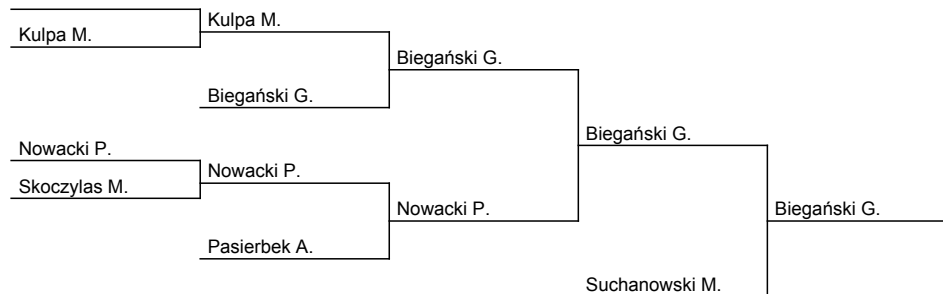 Kulpa M.
Kulpa M.
Biegański G.
Biegański G.
Biegański G.
Nowacki P.
Nowacki P.
Skoczylas M.
Nowacki P.
Biegański G.
Pasierbek A.
Suchanowski M.